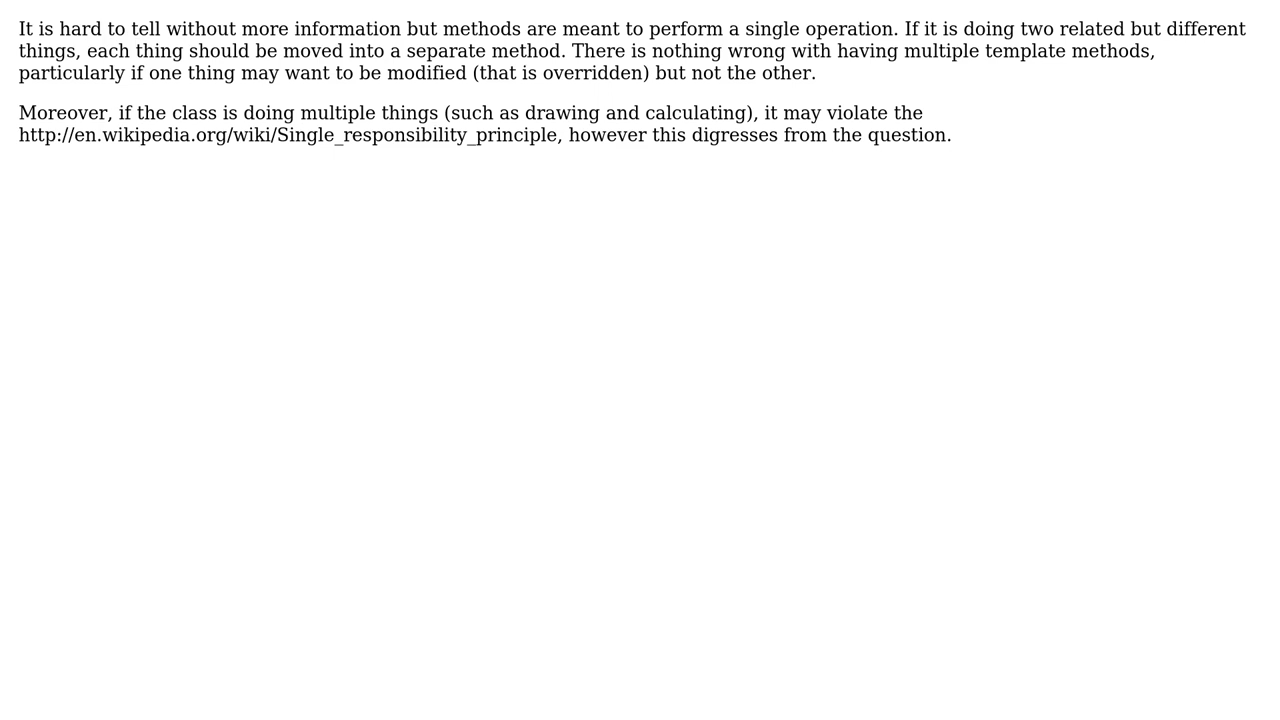 It is hard to tell without more information but methods are meant to perform a single operation. If it is doing two related but different
things, each thing should be moved into a separate method. There is nothing wrong with having multiple template methods,
particularly if one thing may want to be modified (that is overridden) but not the other.
Moreover, if the class is doing multiple things (such as drawing and calculating), it may violate the
http://en.wikipedia.org/wiki/Single_responsibility_principle, however this digresses from the question.